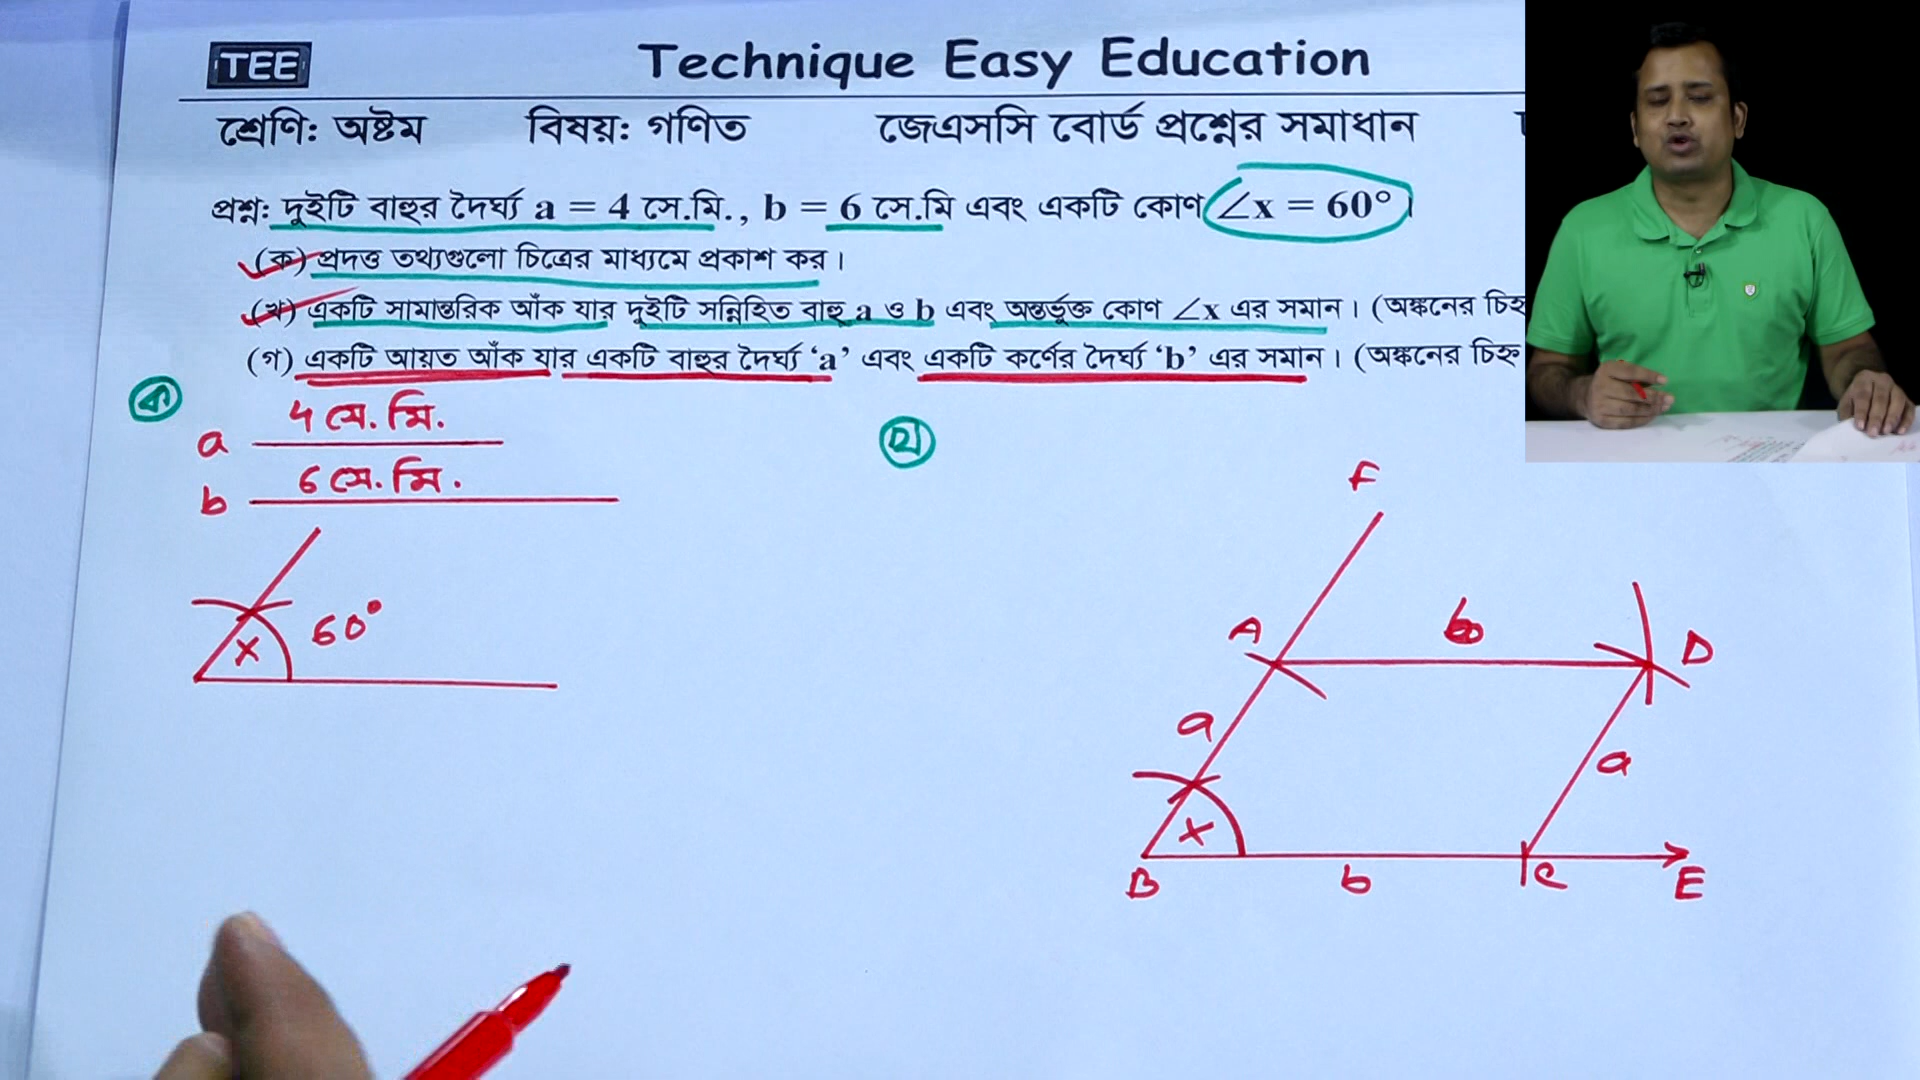 TEE
Technique Easy Education
শ্রেণি: অষ্টম বিষয়: গণিত জেএসসি বোর্ড প্রশ্নের সমাধান
প্রশ্ন: দুইটি বাহুর দৈর্ঘ্য a = 4 সে.মি., b = 6 সে.মি এবং একটি কোণ ∠x = 60°।
(ক) প্রদত্ত তথ্যগুলো চিত্রের মাধ্যমে প্রকাশ কর।
(খ) একটি সামান্তরিক আঁক যার দুইটি সন্নিহিত বাহু a ও b এবং অন্তর্ভুক্ত কোণ ∠x এর সমান। (অঙ্কনের চিহ্ন
(গ) একটি আয়ত আঁক যার একটি বাহুর দৈর্ঘ্য ‘a’ এবং একটি কর্ণের দৈর্ঘ্য ‘b’ এর সমান। (অঙ্কনের চিহ্ন
ক
a 4 সে. মি.
b 6 সে. মি.
x 60°
খ
F
A b D
a a
x
B b C E